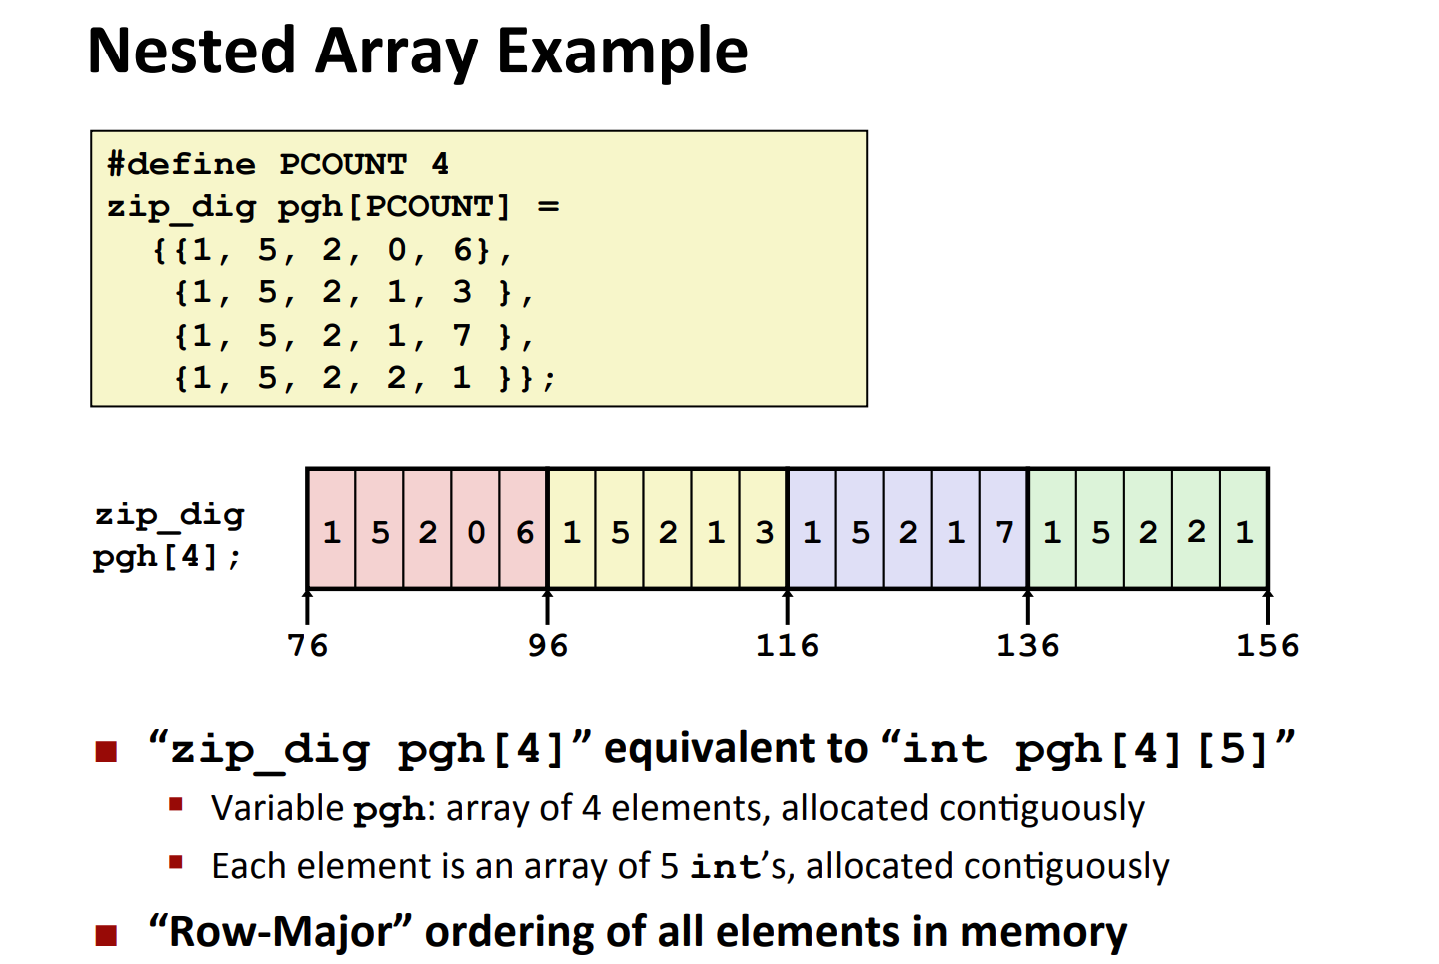 Nested Array Example
#define PCOUNT 4
zip_dig pgh[PCOUNT] =
{{1, 5, 2, 0, 6},
{1, 5, 2, 1, 3 },
{1, 5, 2, 1, 7 },
{1, 5, 2, 2, 1 }};
zip_dig
pgh[4];
1 5 2 0 6 1 5 2 1 3 1 5 2 1 7 1 5 2 2 1
76 96 116 136 156
“zip_dig pgh[4]” equivalent to “int pgh[4][5]”
Variable pgh: array of 4 elements, allocated contiguously
Each element is an array of 5 int’s, allocated contiguously
“Row-Major” ordering of all elements in memory